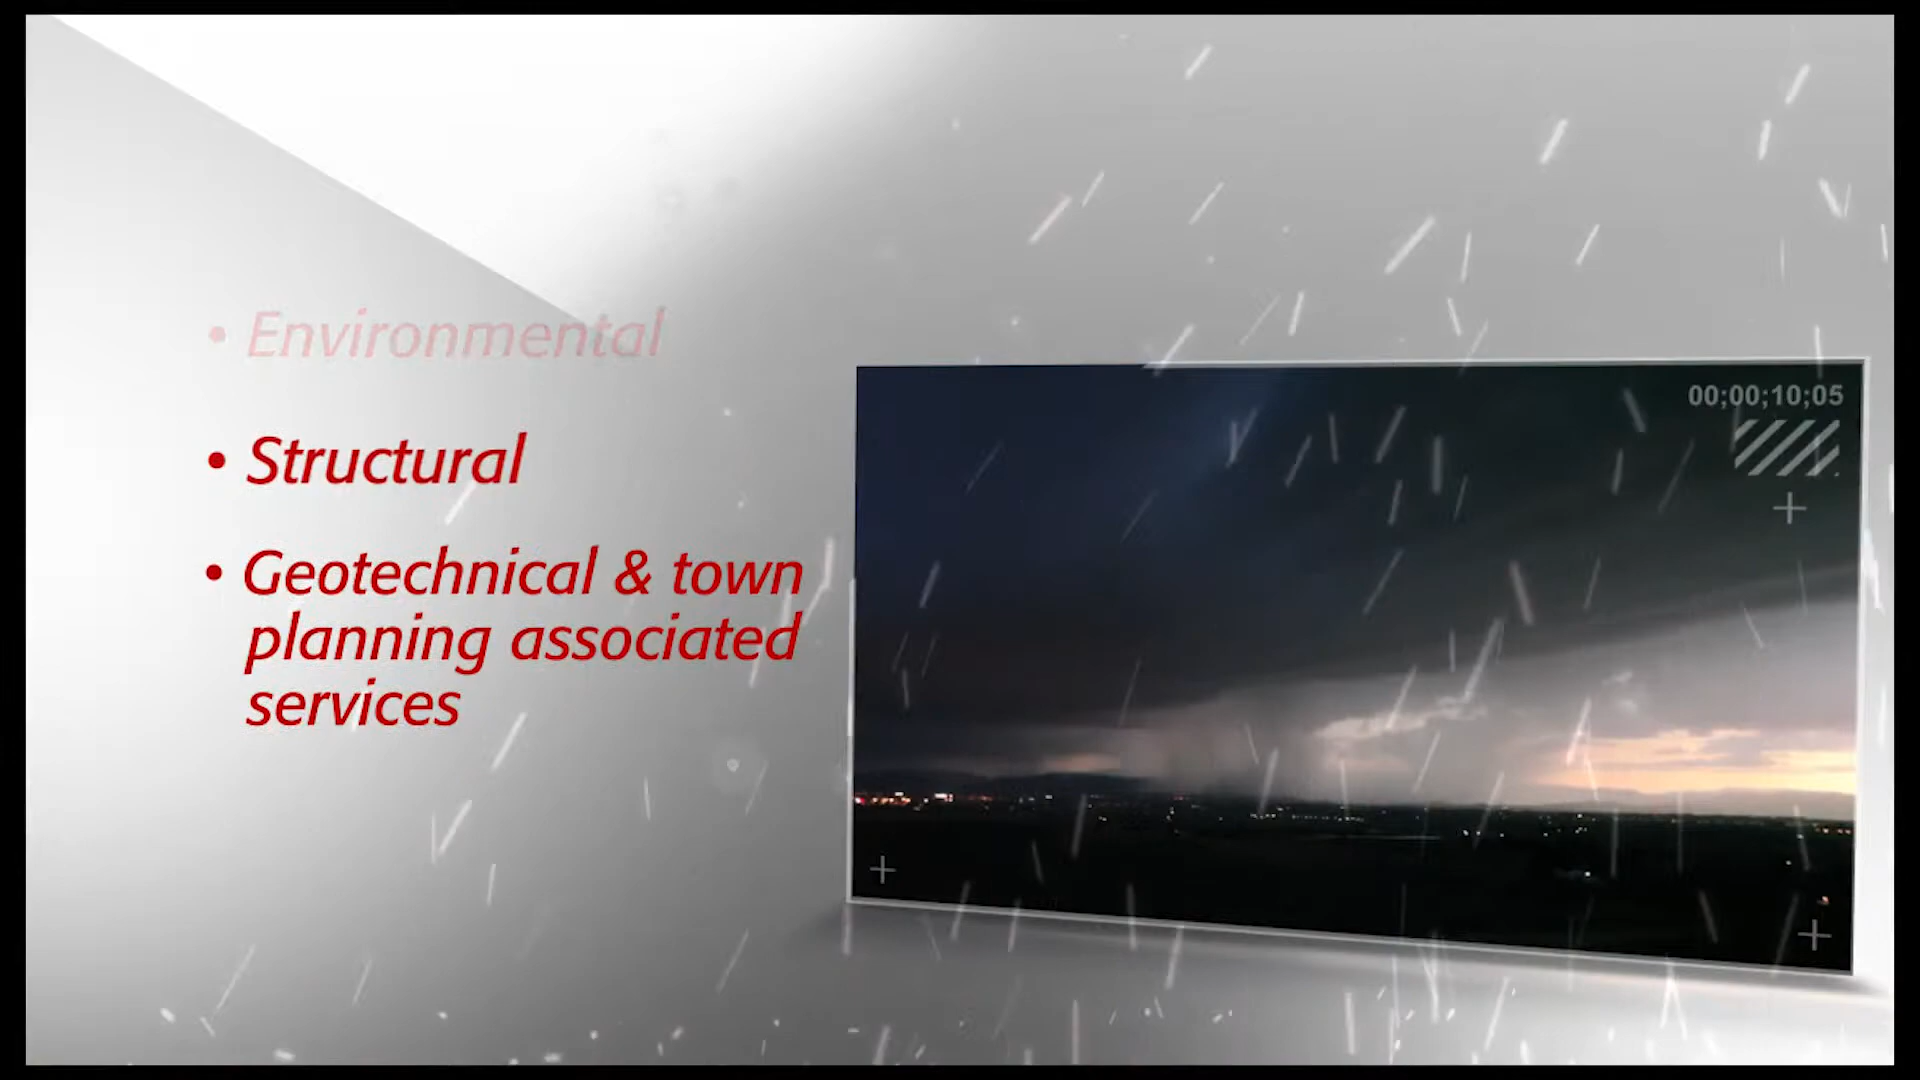 • Environmental
• Structural
• Geotechnical & town
planning associated
services
00;00;10;05